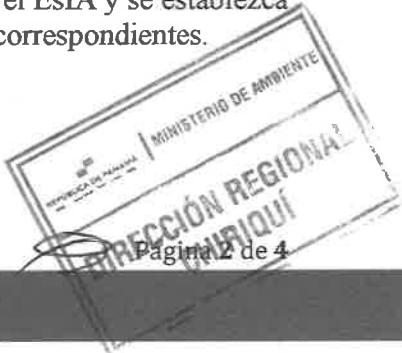 el EsIA y se establezca
correspondientes.
REPÚBLICA DE PANAMÁ
MINISTERIO DE AMBIENTE
DIRECCIÓN REGIONAL
CHIRIQUÍ
Página 2 de 4